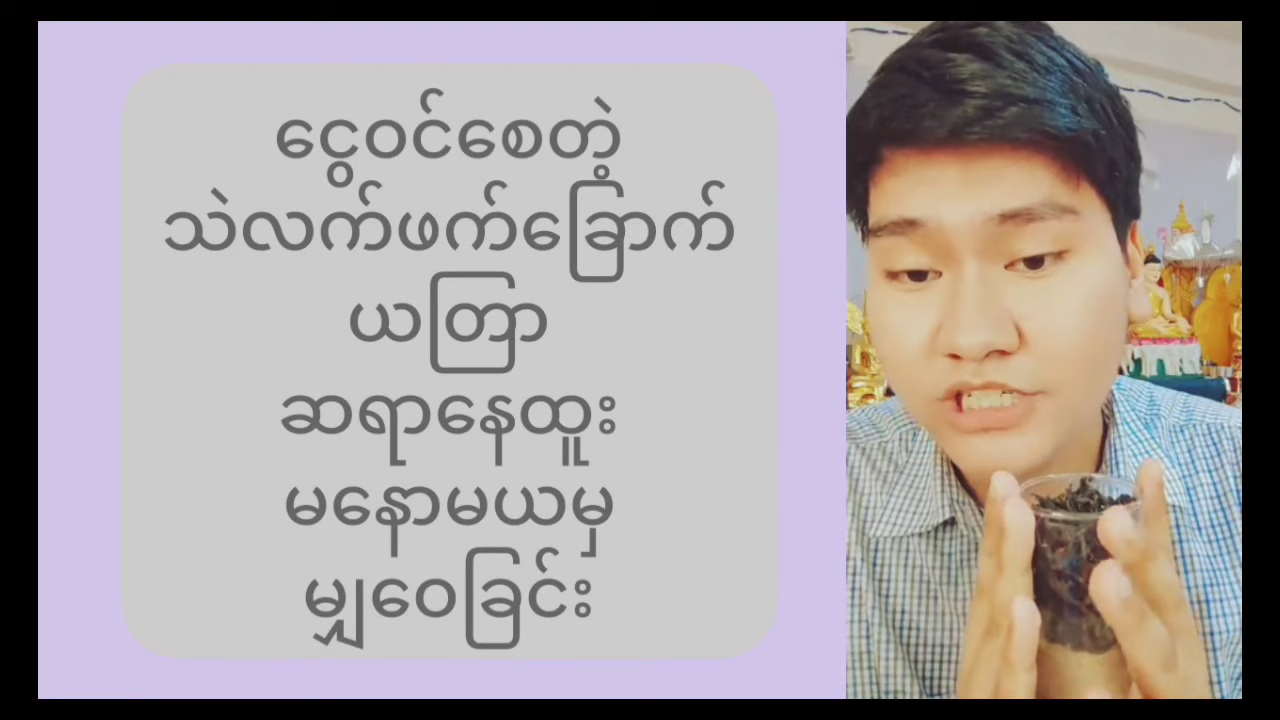 ငွေဝင်စေတဲ့
သဲလက်ဖက်ခြောက်
ယတြာ
ဆရာနေထူး
မနောမယမှ
မျှဝေခြင်း